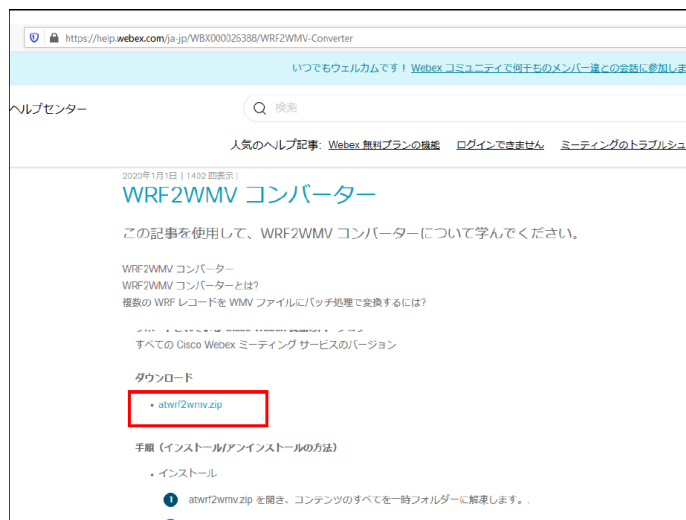 https://help.webex.com/ja-jp/WBX000026388/WRF2WMV-Converter
いつでもウェルカムです! Webex コミュニティで何千ものメンバー達との会話に参加しま
ヘルプセンター
検索
人気のヘルプ記事: Webex 無料プランの機能 ログインできません ミーティングのトラブルシュ
2020年1月1日 | 1402 回表示 |
WRF2WMV コンバーター
この記事を使用して、WRF2WMV コンバーターについて学んでください。
WRF2WMV コンバーター
WRF2WMV コンバーターとは?
複数の WRF レコードを WMV ファイルにバッチ処理で変換するには?
すべての Cisco Webex ミーティング サービスのバージョン
ダウンロード
• atwrf2wmv.zip
手順(インストール/アンインストールの方法)
• インストール
1 atwrf2wmv.zip を開き、コンテンツのすべてを一時フォルダーに解凍します。.